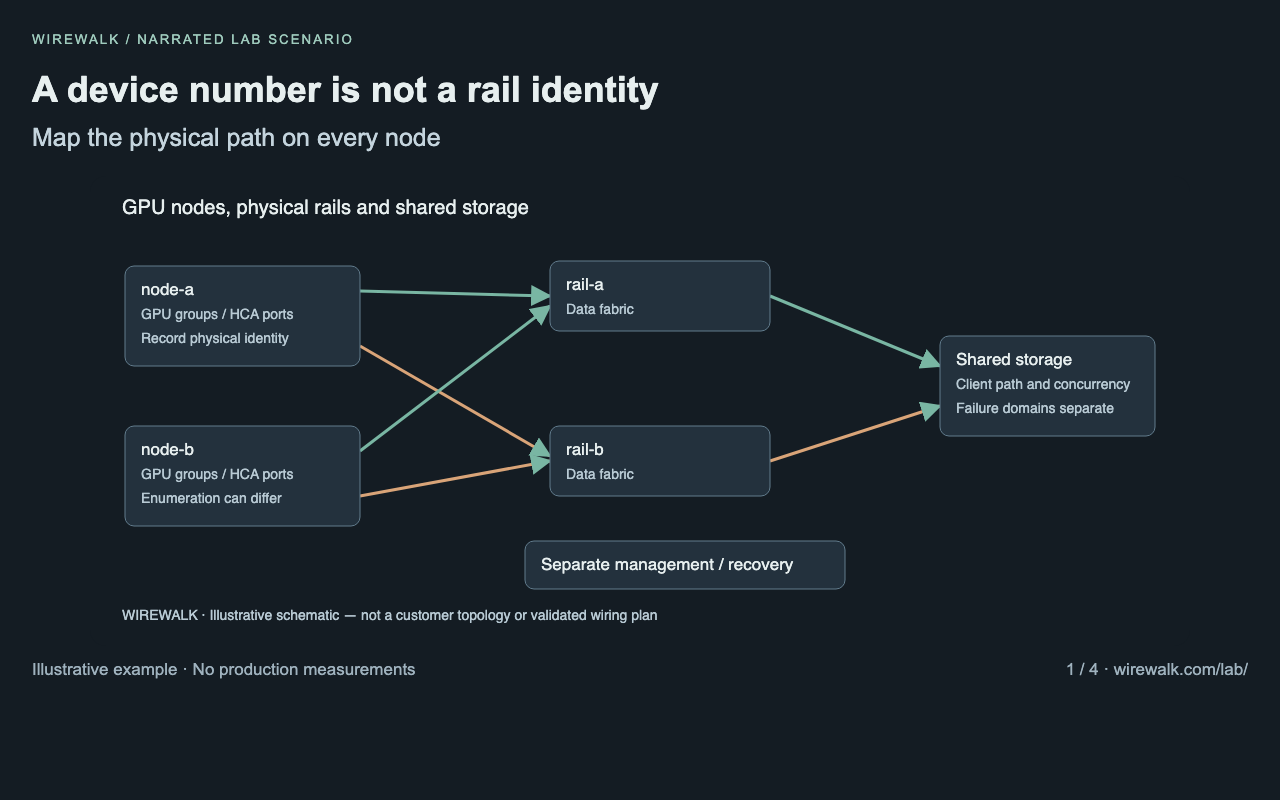 WIREWALK / NARRATED LAB SCENARIO
A device number is not a rail identity
Map the physical path on every node
GPU nodes, physical rails and shared storage
node-a
GPU groups / HCA ports
Record physical identity
rail-a
Data fabric
Shared storage
Client path and concurrency
Failure domains separate
node-b
GPU groups / HCA ports
Enumeration can differ
rail-b
Data fabric
Separate management / recovery
WIREWALK · Illustrative schematic — not a customer topology or validated wiring plan
Illustrative example · No production measurements
1 / 4 · wirewalk.com/lab/